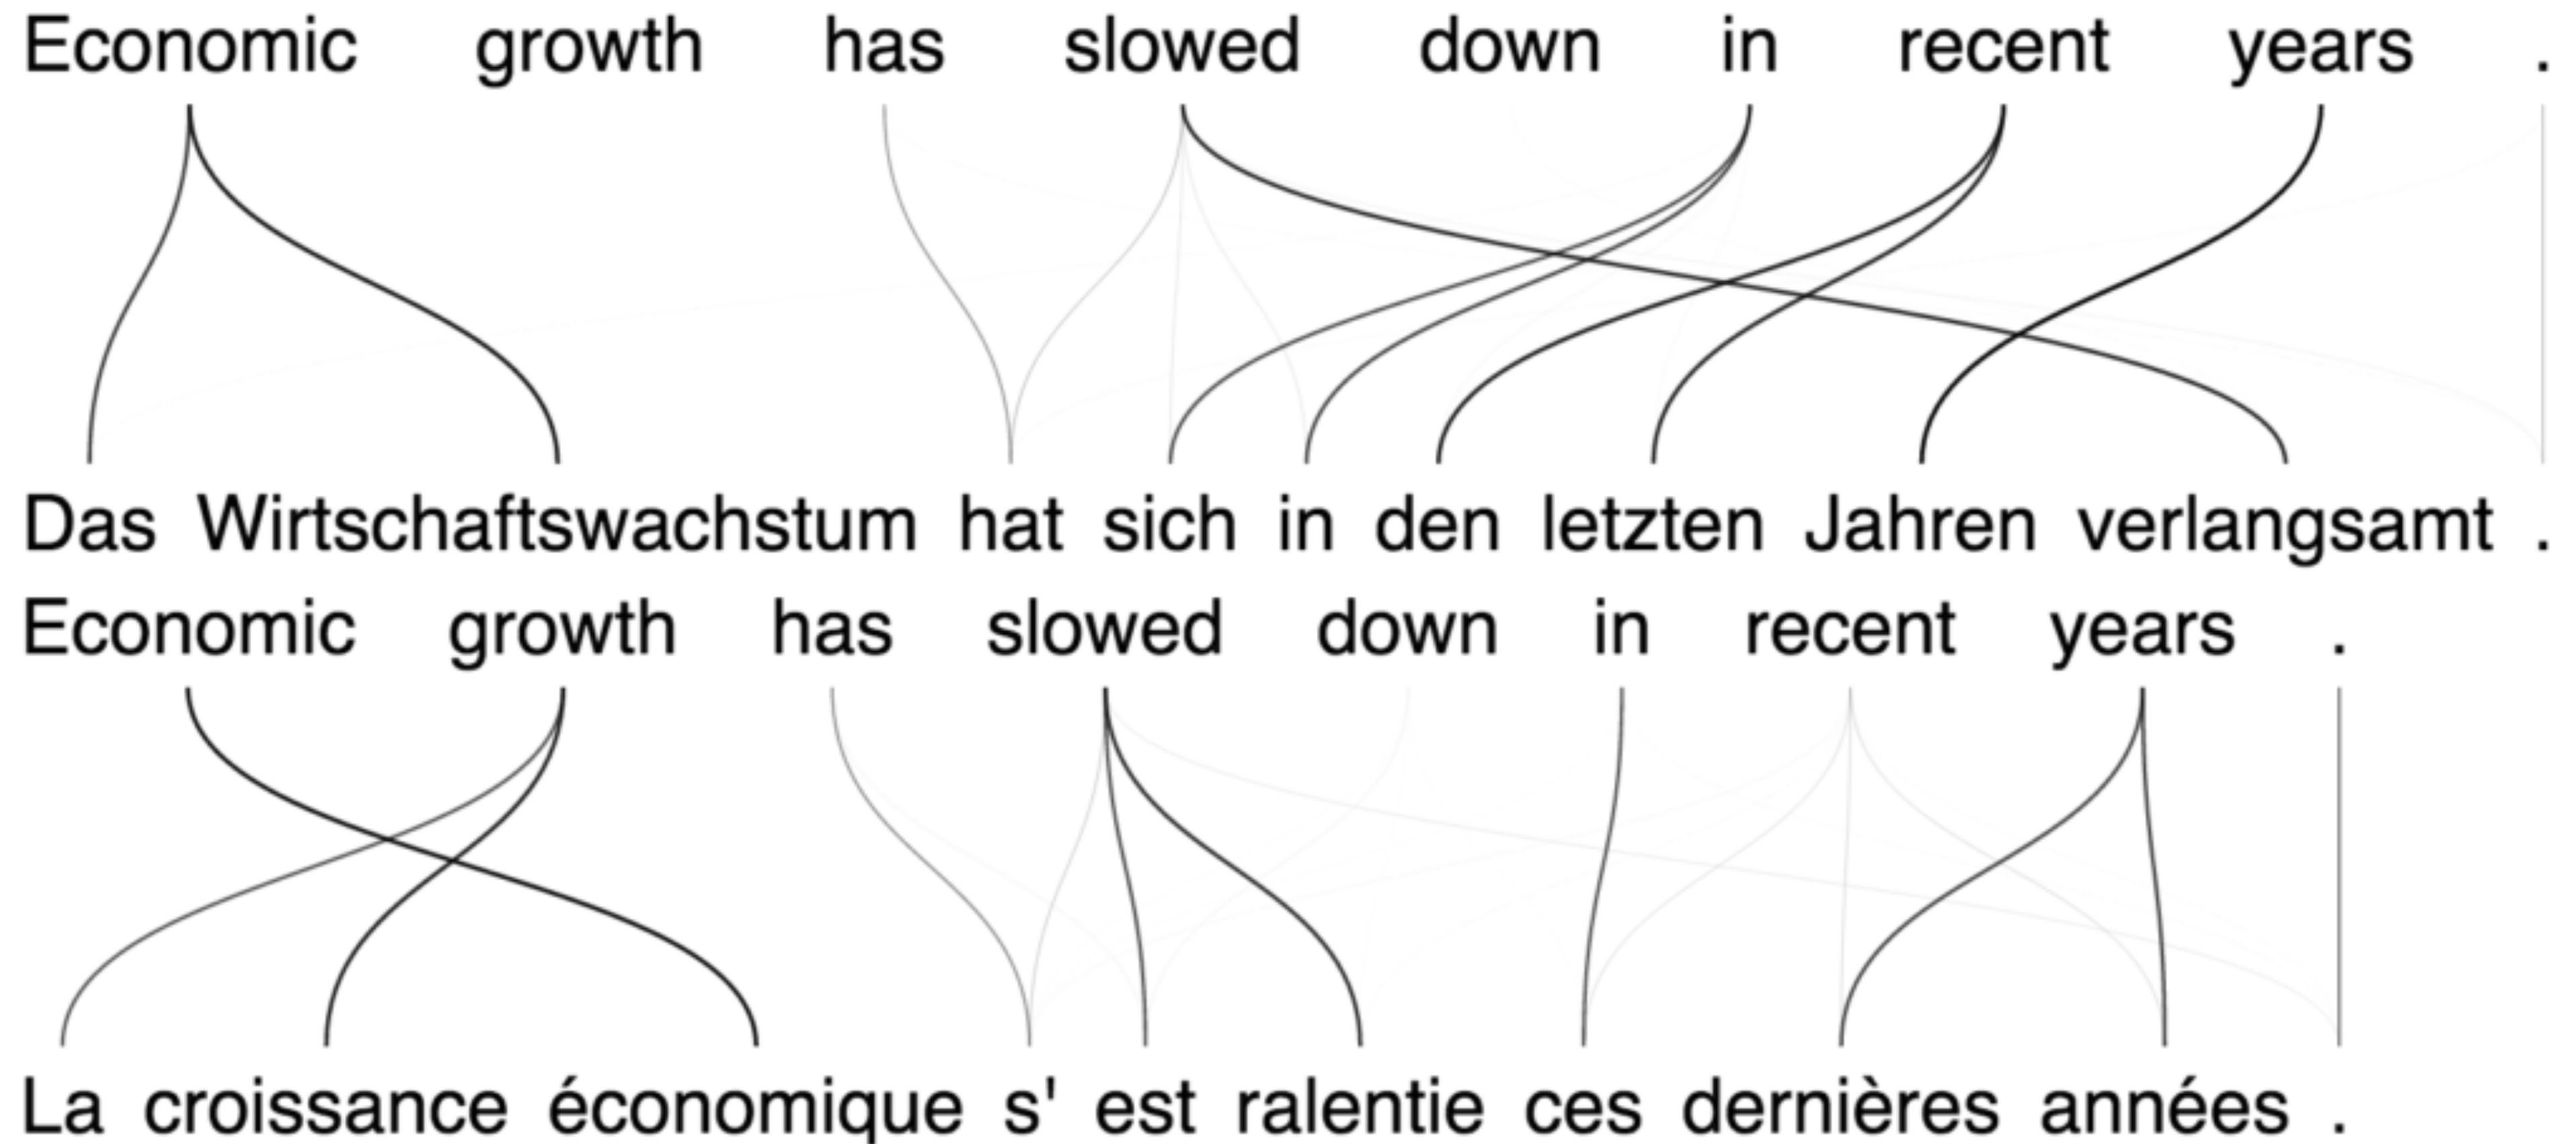 Economic growth has slowed down in recent years .
Das Wirtschaftswachstum hat sich in den letzten Jahren verlangsamt .
Economic growth has slowed down in recent years .
La croissance économique s' est ralentie ces dernières années .